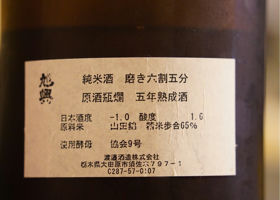 旭興
純米酒 磨き六割五分
原酒瓶燗 五年熟成酒
日本酒度 -1.0 酸度 1.6
原料米 山田錦 精米歩合65%
使用酵母 協会9号
渡邉酒造株式会社
栃木県大田原市須佐木797-1
0287-57-0107